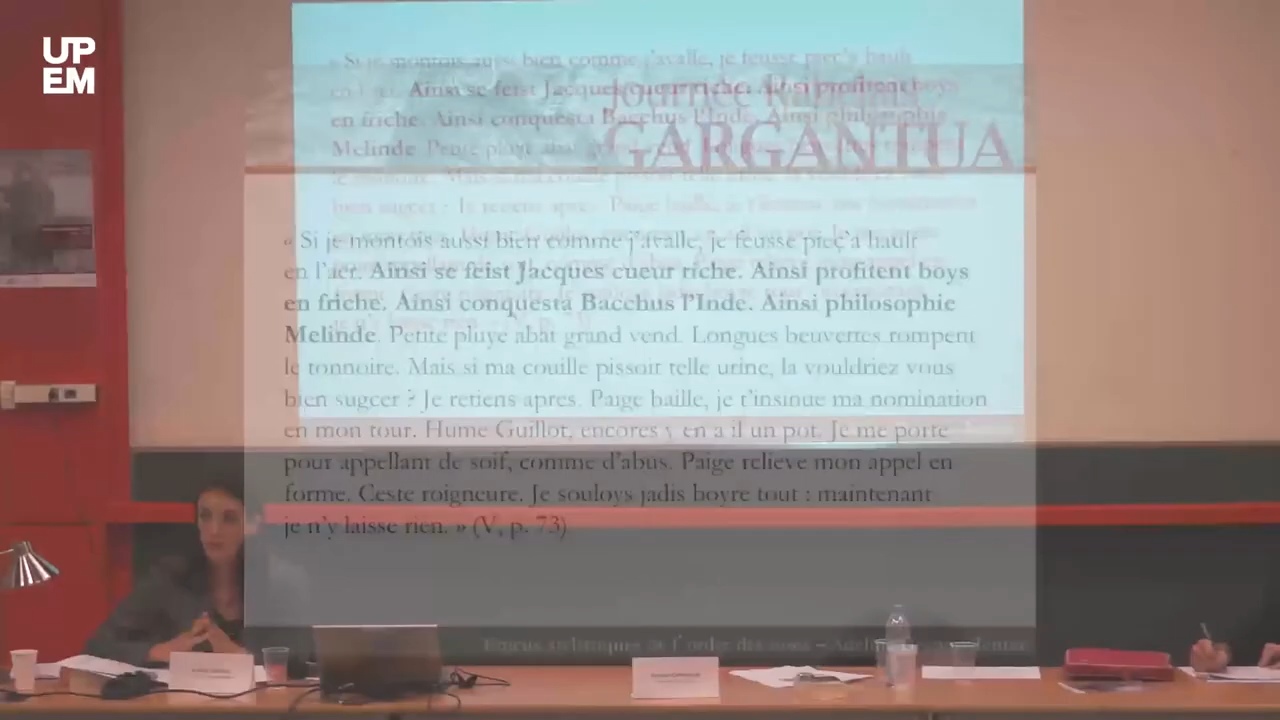 UP
EM
Journée Rabelais
GARGANTUA
« Si je montois aussi bien comme j'avalle, je feusse pieç'a hault
en l'aer. Ainsi se feist Jacques cueur riche. Ainsi profitent boys
en friche. Ainsi conquesta Bacchus l'Inde. Ainsi philosophie
Melinde. Petite pluye abat grand vend. Longues beuvettes rompent
le tonnoire. Mais si ma couille pissoit telle urine, la vouldriez vous
bien sugcer ? Je retiens apres. Paige baille, je t'insinue ma nomination
en mon tour. Hume Guillot, encores y en a il un pot. Je me porte
pour appellant de soif, comme d'abus. Paige relieve mon appel en
forme. Ceste roigneure. Je souloys jadis boyre tout : maintenant
je n'y laisse rien. » (V, p. 73)